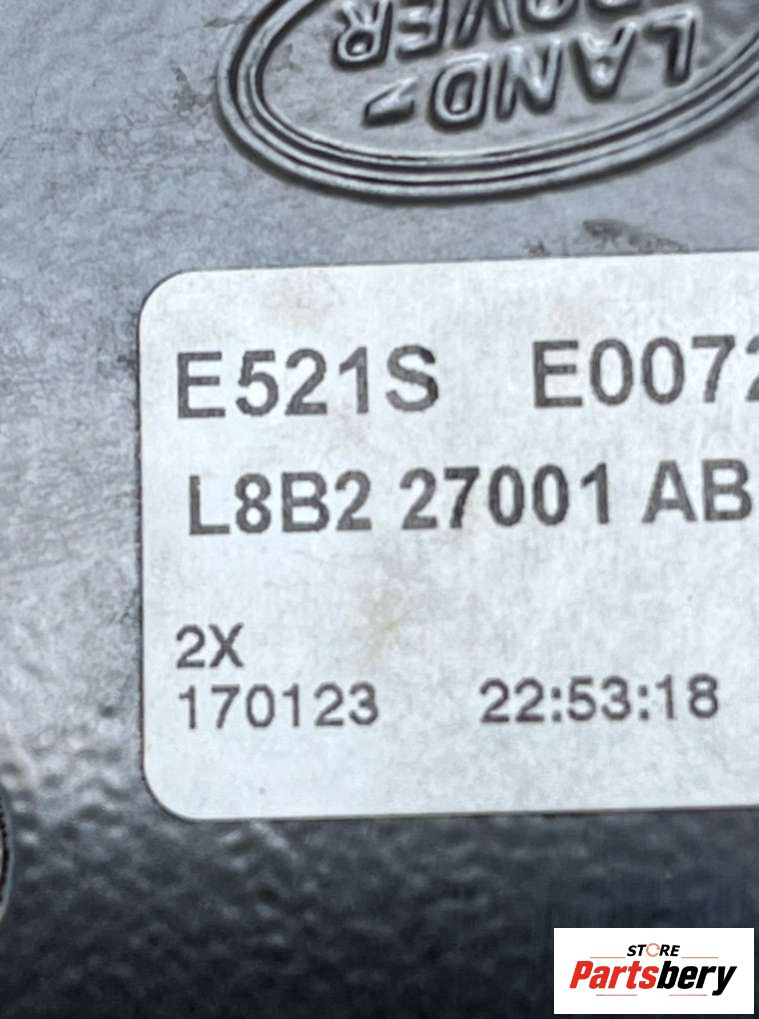 LAND-
ROVER
E521S E0072
L8B2 27001 AB
2X
170123 22:53:18
STORE
Partsbery